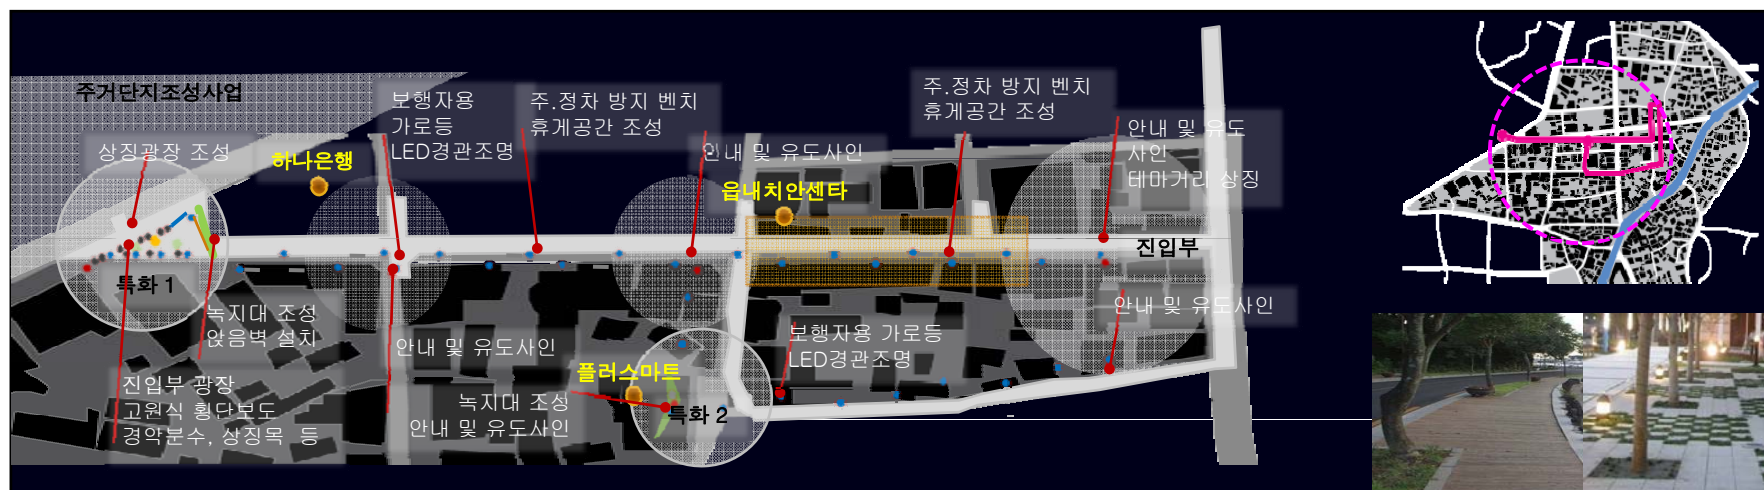 주거단지조성사업
상징광장 조성
하나은행
보행자용
가로등
LED경관조명
주.정차 방지 벤치
휴게공간 조성
안내 및 유도사인
읍내치안센타
주.정차 방지 벤치
휴게공간 조성
안내 및 유도
사인
테마거리 상징
진입부
특화 1
녹지대 조성
앉음벽 설치
안내 및 유도사인
진입부 광장
고원식 횡단보도
경악분수, 상징목 등
플러스마트
녹지대 조성
안내 및 유도사인
특화 2
보행자용 가로등
LED경관조명
안내 및 유도사인